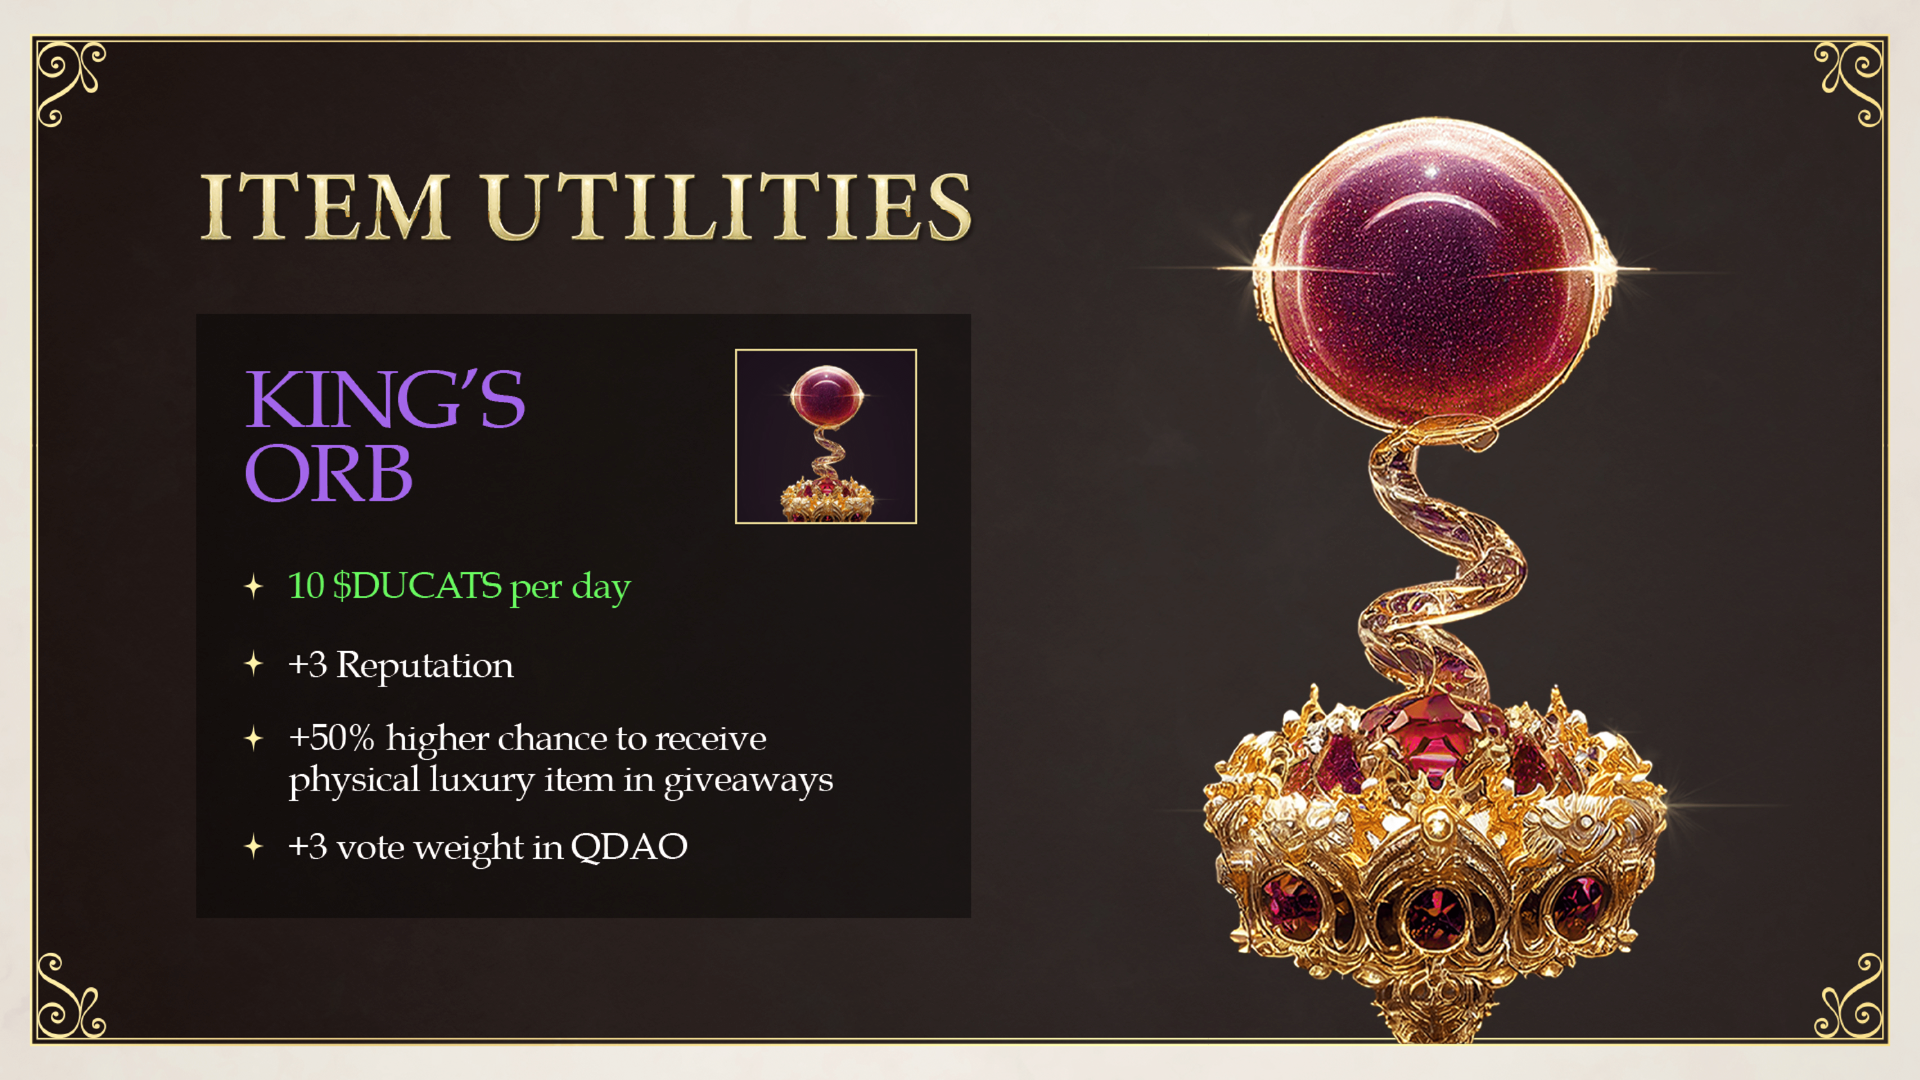 ITEM UTILITIES
KING’S
ORB
10 $DUCATS per day
+3 Reputation
+50% higher chance to receive
physical luxury item in giveaways
+3 vote weight in QDAO